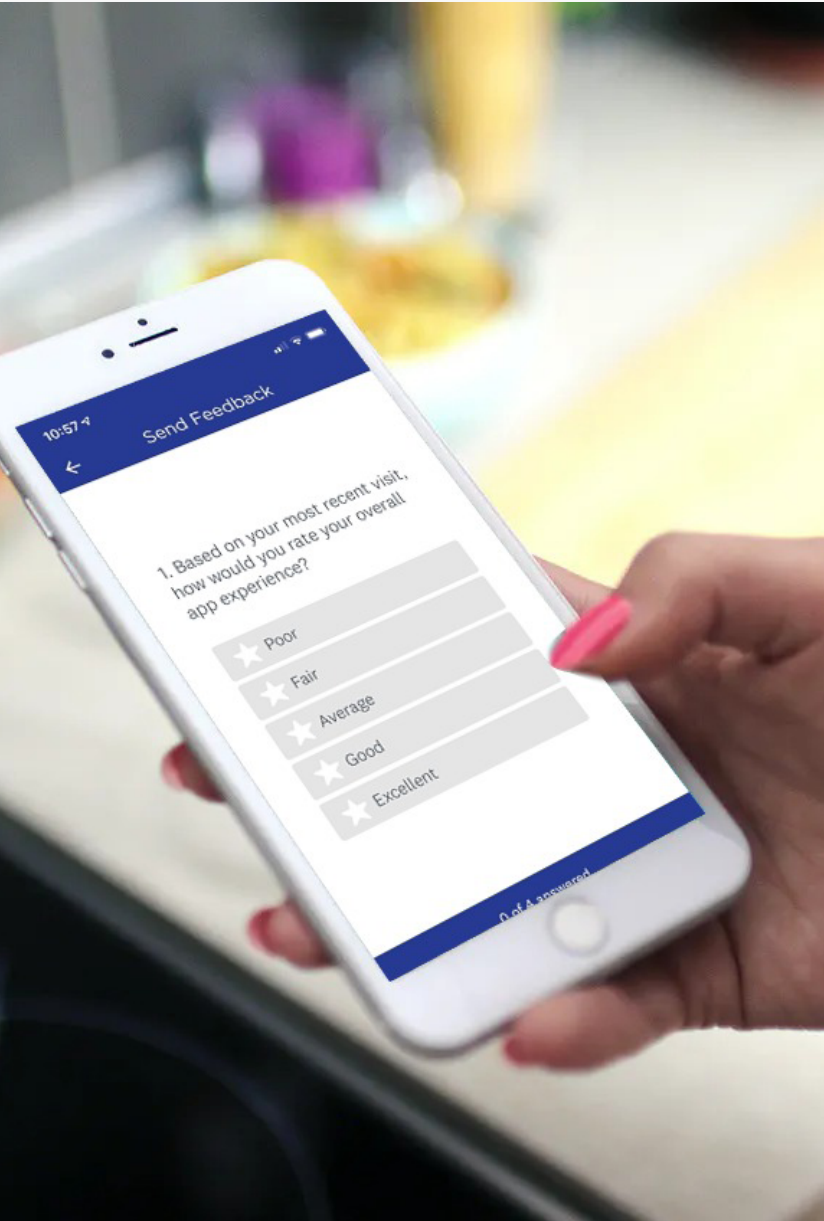 10:57
Send Feedback
1. Based on your most recent visit,
how would you rate your overall
app experience?
Poor
Fair
Average
Good
Excellent
0 of 4 answered